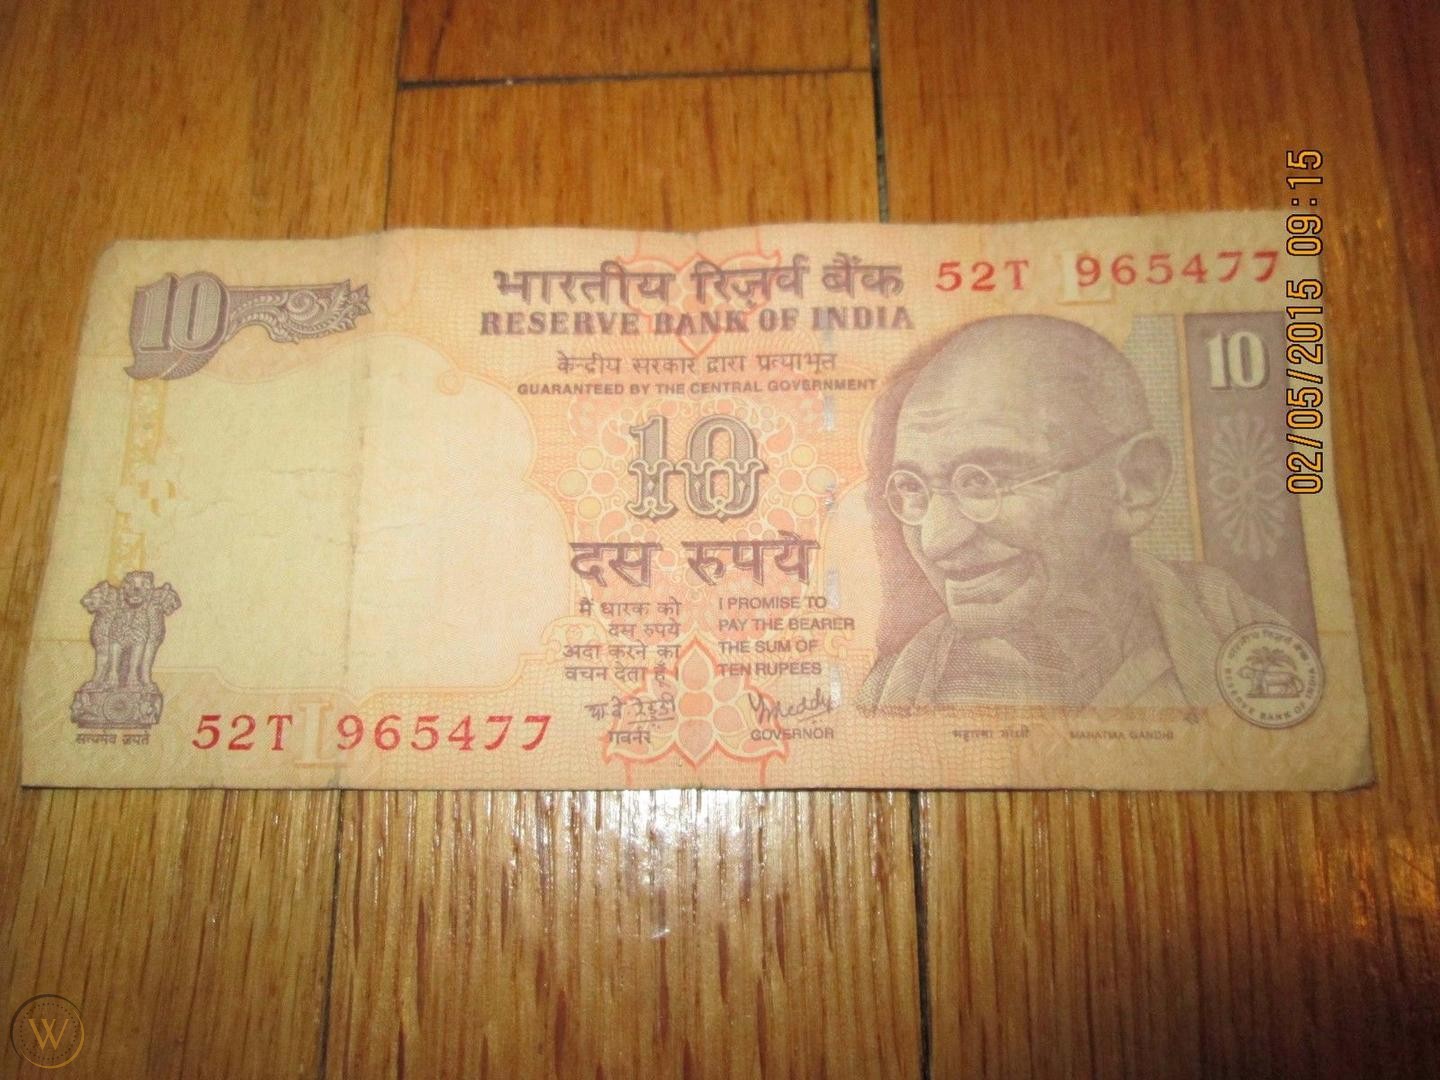 10
भारतीय रिज़र्व बैंक
RESERVE BANK OF INDIA
52T 965477
केन्द्रीय सरकार द्वारा प्रत्याभूत
GUARANTEED BY THE CENTRAL GOVERNMENT
10
10
दस रुपये
मैं धारक को
दस रुपये
अदा करने का
वचन देता हूँ।
I PROMISE TO
PAY THE BEARER
THE SUM OF
TEN RUPEES
गवर्नर
GOVERNOR
सत्यमेव जयते
52T 965477
L
L
महात्मा गांधी
MAHATMA GANDHI
भारतीय रिज़र्व बैंक
RESERVE BANK OF INDIA
02/05/2015 09:15
W